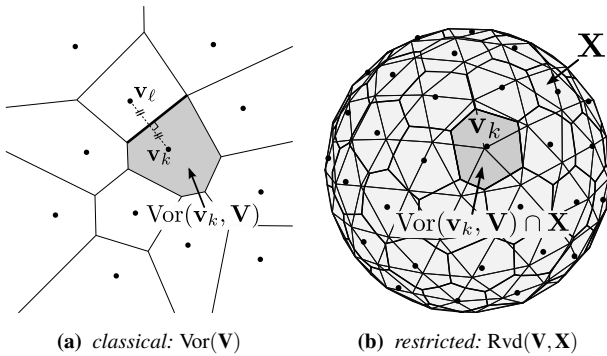 v_ℓ
v_k
Vor(v_k, V)
X
v_k
Vor(v_k, V) ∩ X
(a) classical: Vor(V)
(b) restricted: Rvd(V, X)